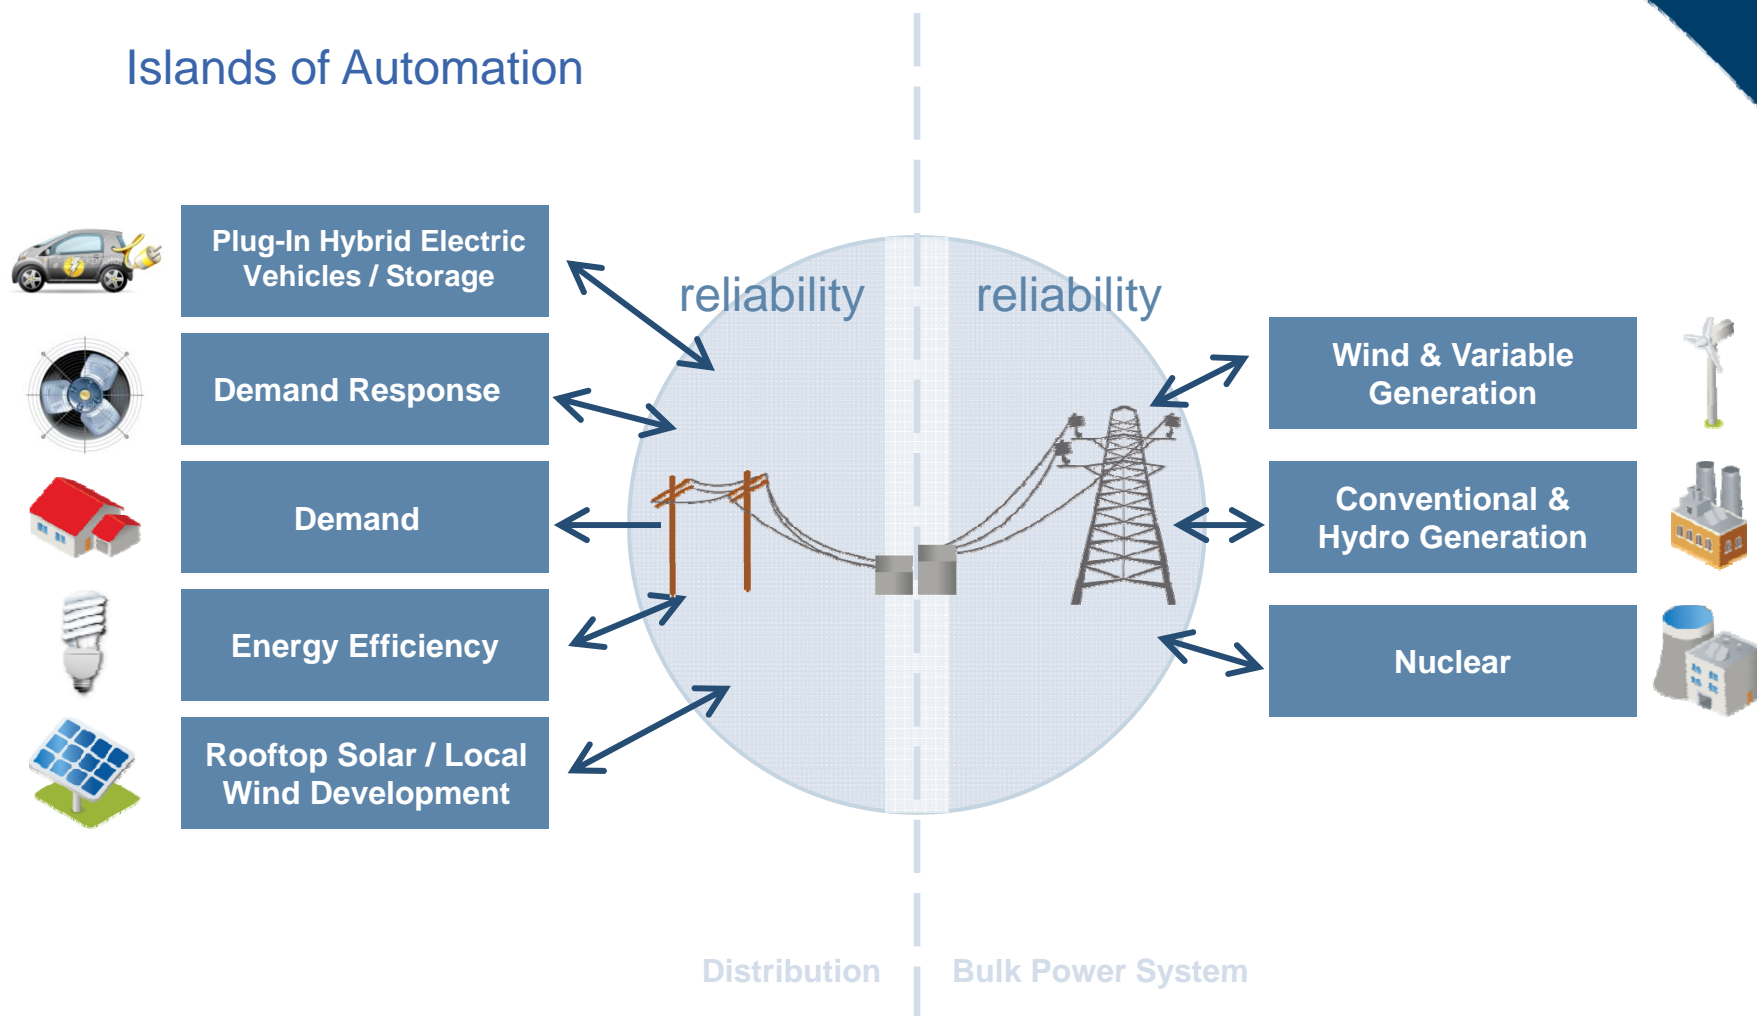 Islands of Automation
Plug-In Hybrid Electric
Vehicles / Storage
Demand Response
Demand
Energy Efficiency
Rooftop Solar / Local
Wind Development
reliability
reliability
Wind & Variable
Generation
Conventional &
Hydro Generation
Nuclear
Distribution
Bulk Power System